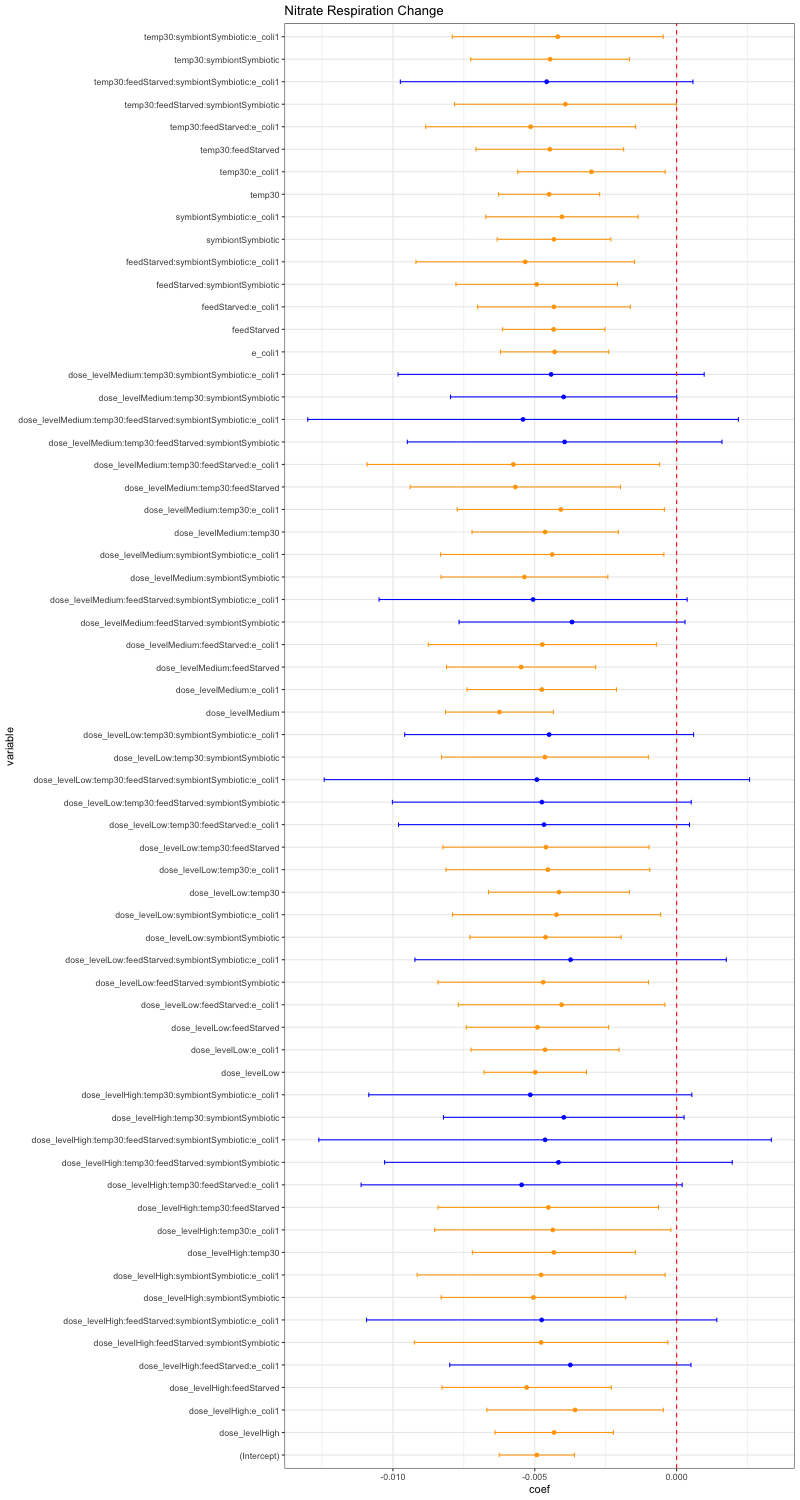 Nitrate Respiration Change
temp30:symbiontSymbiotic:e_coli1
temp30:symbiontSymbiotic
temp30:feedStarved:symbiontSymbiotic:e_coli1
temp30:feedStarved:symbiontSymbiotic
temp30:feedStarved:e_coli1
temp30:feedStarved
temp30:e_coli1
temp30
symbiontSymbiotic:e_coli1
symbiontSymbiotic
feedStarved:symbiontSymbiotic:e_coli1
feedStarved:symbiontSymbiotic
feedStarved:e_coli1
feedStarved
e_coli1
dose_levelMedium:temp30:symbiontSymbiotic:e_coli1
dose_levelMedium:temp30:symbiontSymbiotic
dose_levelMedium:temp30:feedStarved:symbiontSymbiotic:e_coli1
dose_levelMedium:temp30:feedStarved:symbiontSymbiotic
dose_levelMedium:temp30:feedStarved:e_coli1
dose_levelMedium:temp30:feedStarved
dose_levelMedium:temp30:e_coli1
dose_levelMedium:temp30
dose_levelMedium:symbiontSymbiotic:e_coli1
dose_levelMedium:symbiontSymbiotic
dose_levelMedium:feedStarved:symbiontSymbiotic:e_coli1
dose_levelMedium:feedStarved:symbiontSymbiotic
dose_levelMedium:feedStarved:e_coli1
dose_levelMedium:feedStarved
dose_levelMedium:e_coli1
dose_levelMedium
dose_levelLow:temp30:symbiontSymbiotic:e_coli1
dose_levelLow:temp30:symbiontSymbiotic
dose_levelLow:temp30:feedStarved:symbiontSymbiotic:e_coli1
dose_levelLow:temp30:feedStarved:symbiontSymbiotic
dose_levelLow:temp30:feedStarved:e_coli1
dose_levelLow:temp30:feedStarved
dose_levelLow:temp30:e_coli1
dose_levelLow:temp30
dose_levelLow:symbiontSymbiotic:e_coli1
dose_levelLow:symbiontSymbiotic
dose_levelLow:feedStarved:symbiontSymbiotic:e_coli1
dose_levelLow:feedStarved:symbiontSymbiotic
dose_levelLow:feedStarved:e_coli1
dose_levelLow:feedStarved
dose_levelLow:e_coli1
dose_levelLow
dose_levelHigh:temp30:symbiontSymbiotic:e_coli1
dose_levelHigh:temp30:symbiontSymbiotic
dose_levelHigh:temp30:feedStarved:symbiontSymbiotic:e_coli1
dose_levelHigh:temp30:feedStarved:symbiontSymbiotic
dose_levelHigh:temp30:feedStarved:e_coli1
dose_levelHigh:temp30:feedStarved
dose_levelHigh:temp30:e_coli1
dose_levelHigh:temp30
dose_levelHigh:symbiontSymbiotic:e_coli1
dose_levelHigh:symbiontSymbiotic
dose_levelHigh:feedStarved:symbiontSymbiotic:e_coli1
dose_levelHigh:feedStarved:symbiontSymbiotic
dose_levelHigh:feedStarved:e_coli1
dose_levelHigh:feedStarved
dose_levelHigh:e_coli1
dose_levelHigh
(Intercept)
variable
-0.010 -0.005 0.000
coef